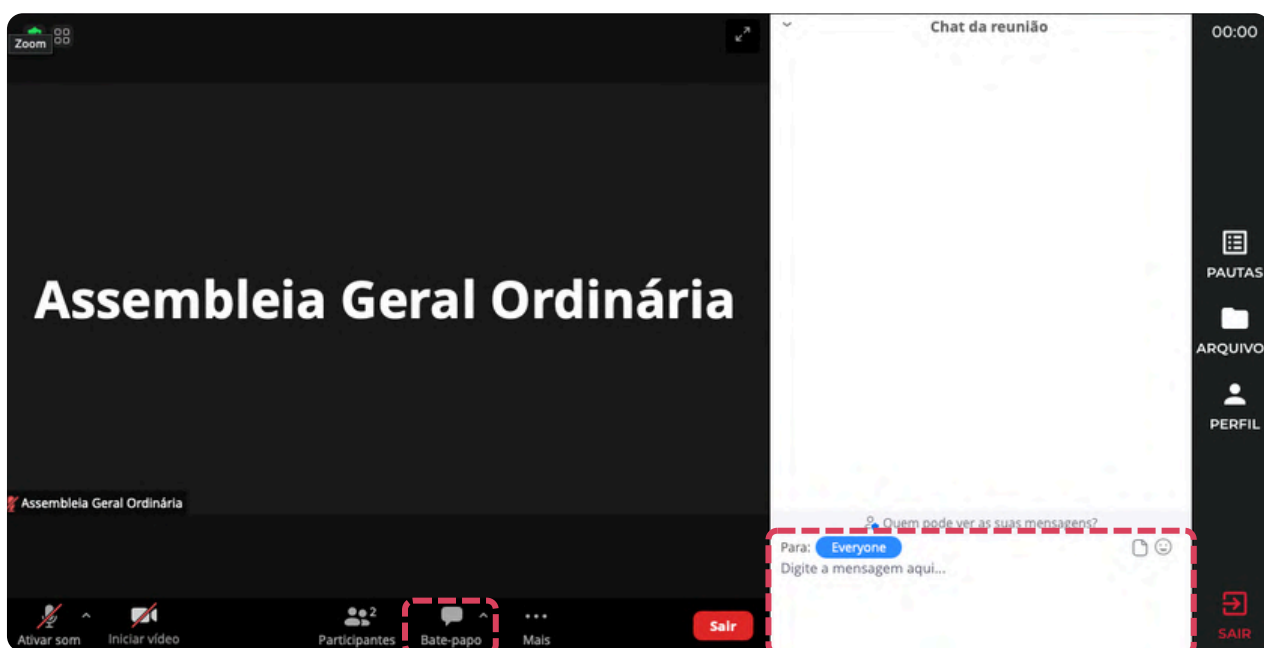 Zoom
Assembleia Geral Ordinária
Assembleia Geral Ordinária
Ativar som
Iniciar vídeo
2
Participantes
Bate-papo
Mais
Sair
Chat da reunião
Quem pode ver as suas mensagens?
Para: Everyone
Digite a mensagem aqui...
00:00
PAUTAS
ARQUIVO
PERFIL
SAIR